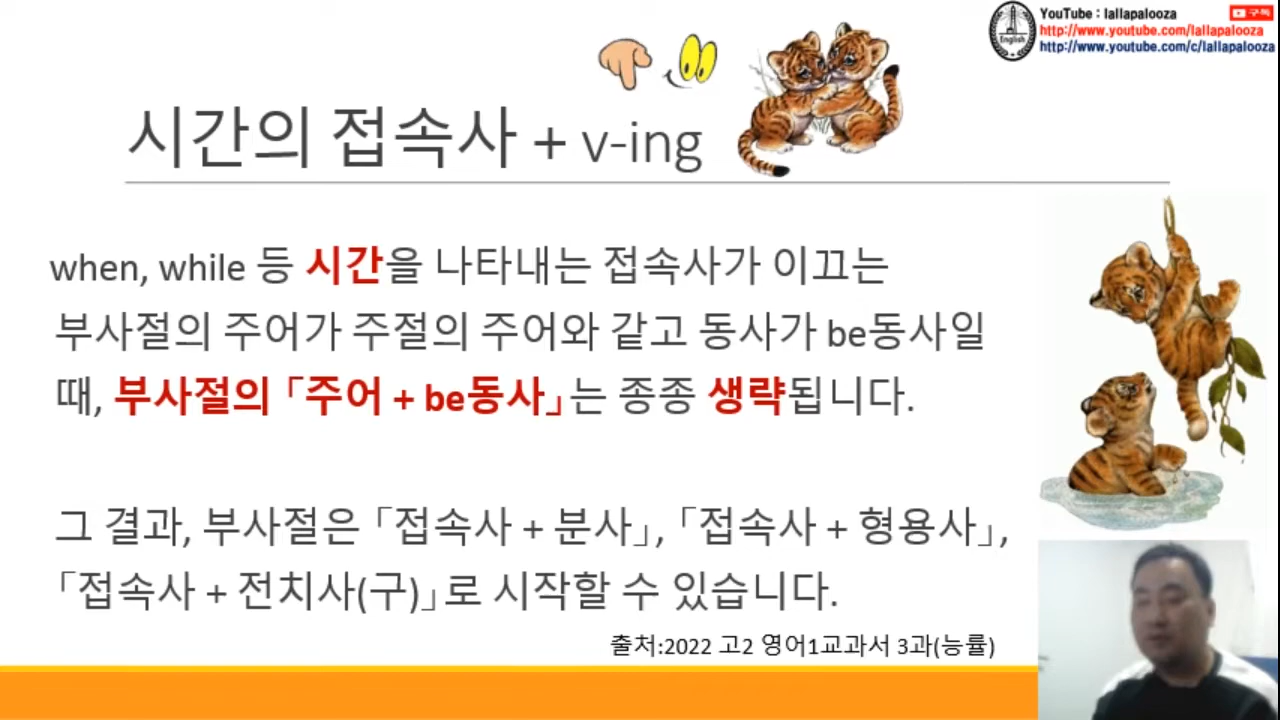 YouTube : lallapalooza
구독
http://www.youtube.com/lallapalooza
http://www.youtube.com/c/lallapalooza
English
시간의 접속사 + v-ing
when, while 등 시간을 나타내는 접속사가 이끄는
부사절의 주어가 주절의 주어와 같고 동사가 be동사일
때, 부사절의 「주어 + be동사」는 종종 생략됩니다.
그 결과, 부사절은 「접속사 + 분사」, 「접속사 + 형용사」,
「접속사 + 전치사(구)」로 시작할 수 있습니다.
출처:2022 고2 영어1교과서 3과(능률)